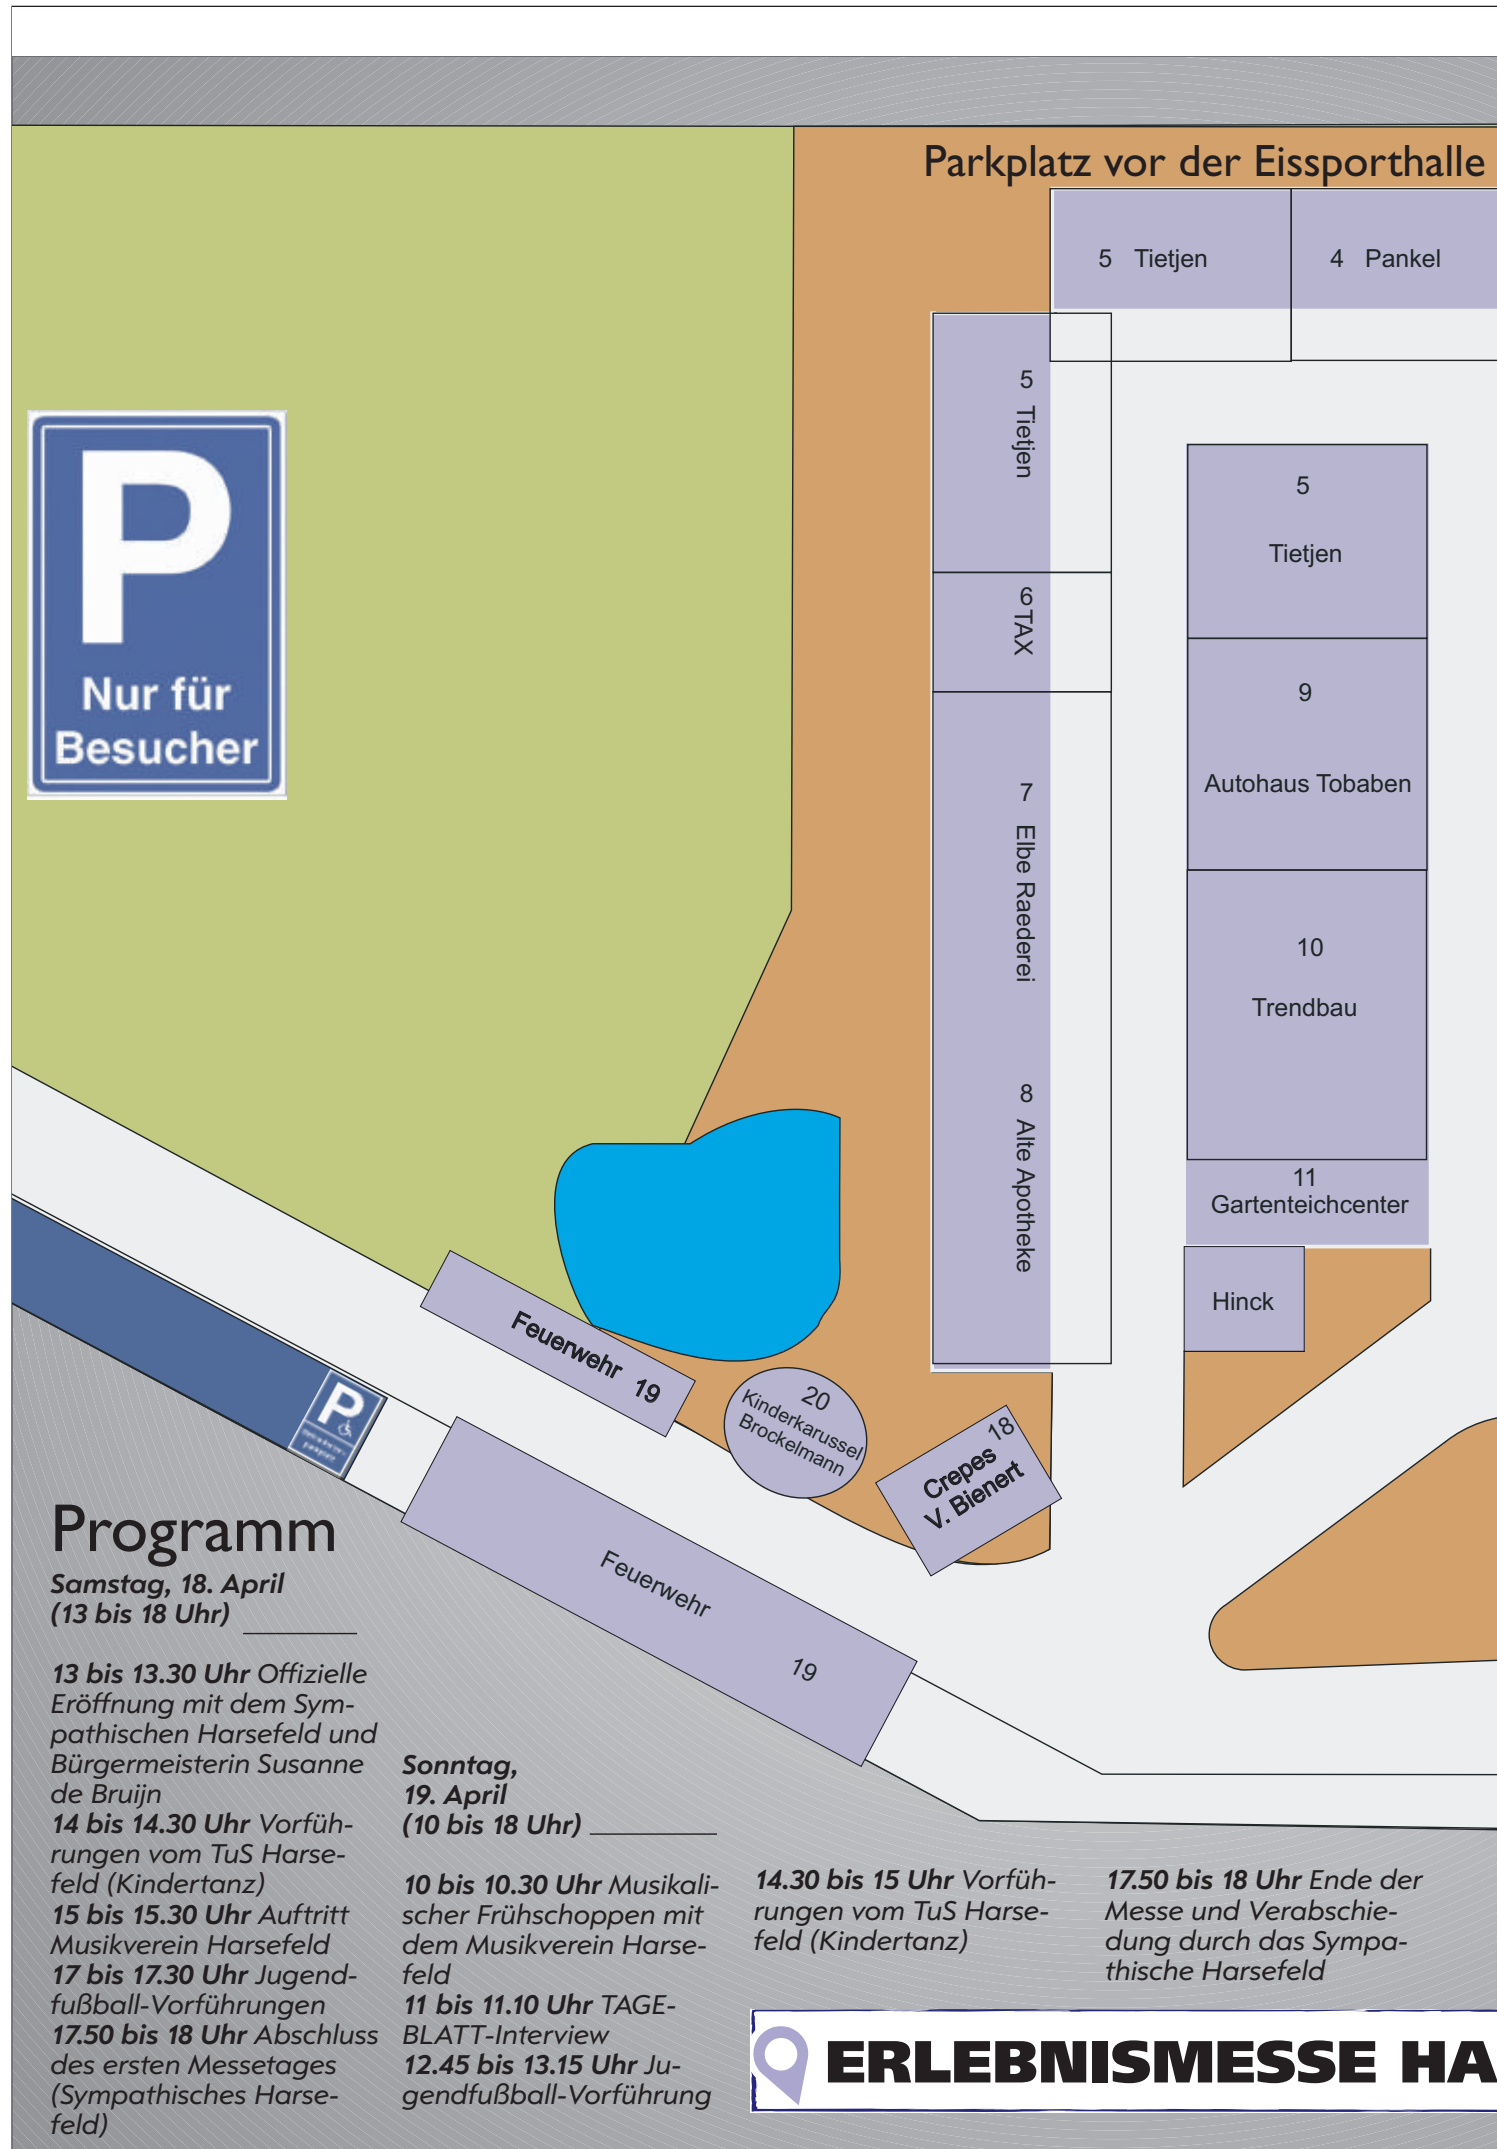 Parkplatz vor der Eissporthalle
5 Tietjen
4 Pankel
5 Tietjen
6 TAX
7 Elbe Raederei
8 Alte Apotheke
5
Tietjen
9
Autohaus Tobaben
10
Trendbau
11
Gartenteichcenter
Hinck
P
Nur für
Besucher
Feuerwehr 19
20
Kinderkarussel
Brockelmann
18
Crepes
V. Bienert
P
Feuerwehr
19
Programm
Samstag, 18. April
(13 bis 18 Uhr)
13 bis 13.30 Uhr Offizielle
Eröffnung mit dem Sym-
pathischen Harsefeld und
Bürgermeisterin Susanne
de Bruijn
14 bis 14.30 Uhr Vorfüh-
rungen vom TuS Harse-
feld (Kindertanz)
15 bis 15.30 Uhr Auftritt
Musikverein Harsefeld
17 bis 17.30 Uhr Jugend-
fußball-Vorführungen
17.50 bis 18 Uhr Abschluss
des ersten Messetages
(Sympathisches Harse-
feld)
Sonntag,
19. April
(10 bis 18 Uhr)
10 bis 10.30 Uhr Musikali-
scher Frühschoppen mit
dem Musikverein Harse-
feld
11 bis 11.10 Uhr TAGE-
BLATT-Interview
12.45 bis 13.15 Uhr Ju-
gendfußball-Vorführung
14.30 bis 15 Uhr Vorfüh-
rungen vom TuS Harse-
feld (Kindertanz)
17.50 bis 18 Uhr Ende der
Messe und Verabschie-
dung durch das Sympa-
thische Harsefeld
ERLEBNISMESSE HA